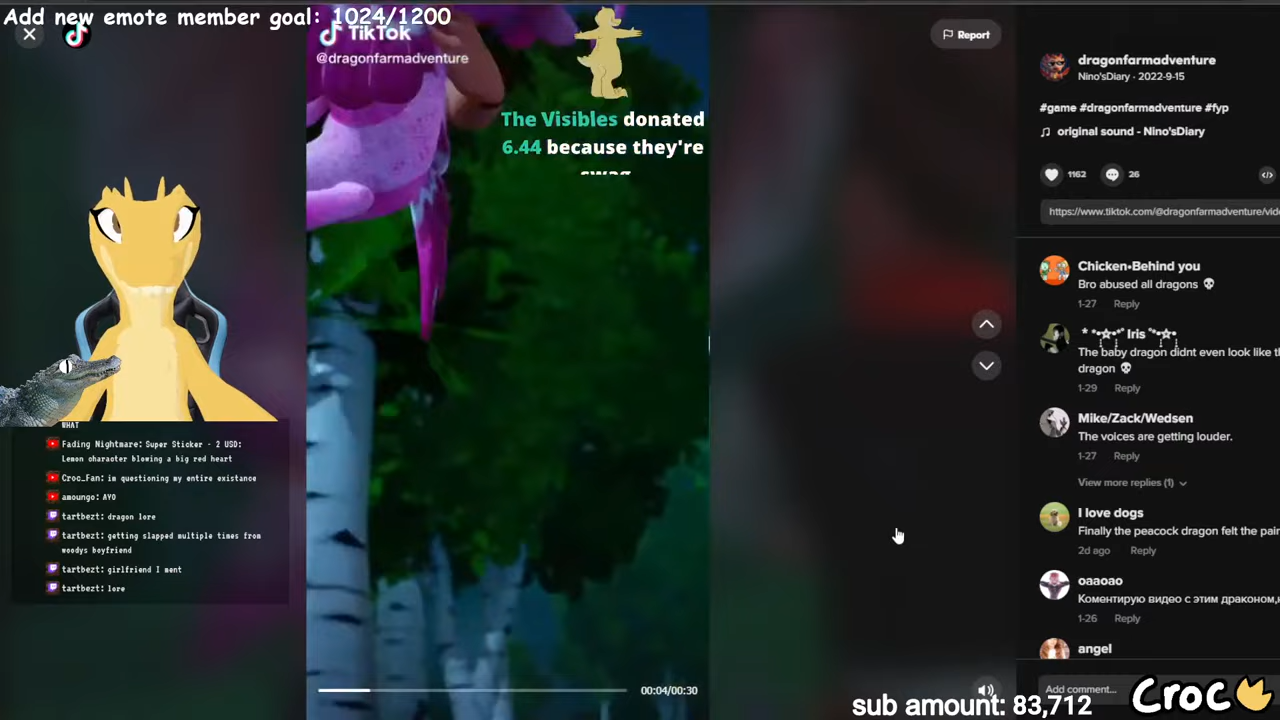 Add new emote member goal: 1024/1200
TikTok
@dragonfarmadventure
The Visibles donated
6.44 because they're
swag
Report
dragonfarmadventure
Nino'sDiary · 2022-9-15
#game #dragonfarmadventure #fyp
original sound - Nino'sDiary
1162
26
https://www.tiktok.com/@dragonfarmadventure/vid
Chicken•Behind you
Bro abused all dragons 💀
1-27 Reply
Iris
The baby dragon didnt even look like th
dragon 💀
1-29 Reply
Mike/Zack/Wedsen
The voices are getting louder.
1-27 Reply
View more replies (1)
I love dogs
Finally the peacock dragon felt the pain
2d ago Reply
oaaoao
Коментирую видео с этим драконом,
1-26 Reply
angel
Add comment...
WHAT
Fading Nightmare: Super Sticker - 2 USD:
Lemon character blowing a big red heart
Croc_Fan: im questioning my entire existance
amoungo: AYO
tartbezt: dragon lore
tartbezt: getting slapped multiple times from
woodys boyfriend
tartbezt: girlfriend I ment
tartbezt: lore
00:04/00:30
sub amount: 83,712
Croc